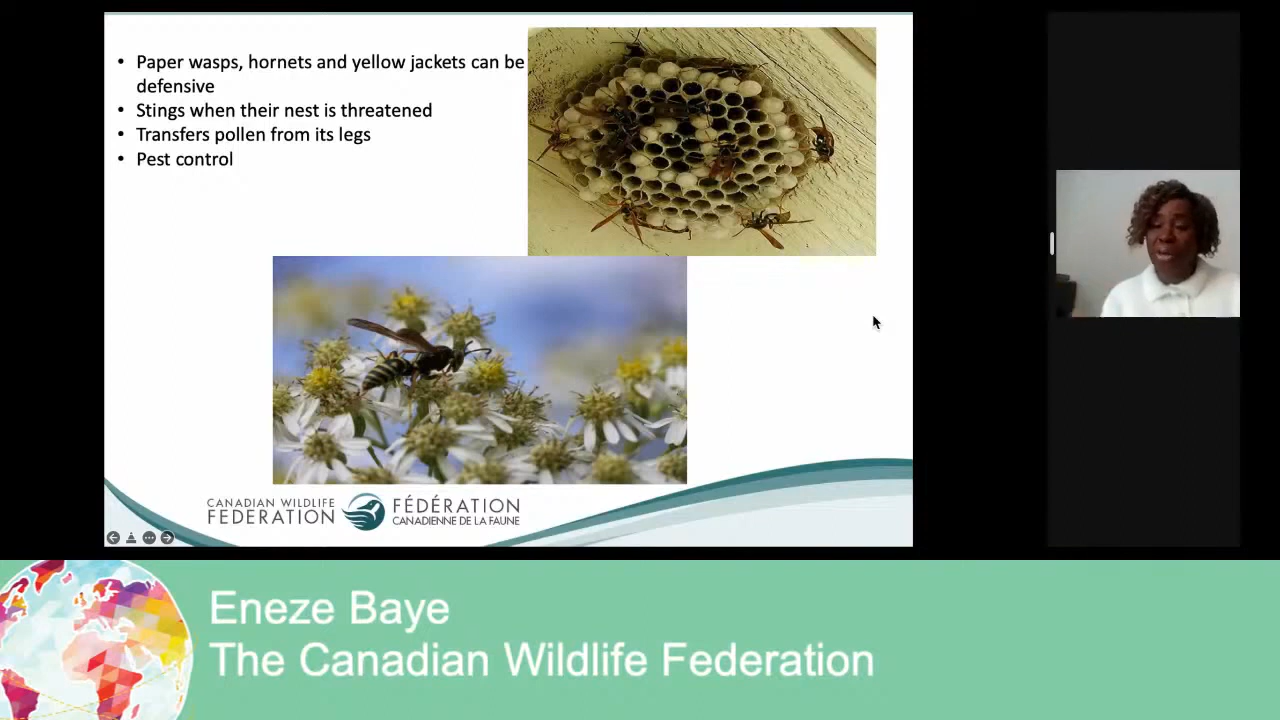 • Paper wasps, hornets and yellow jackets can be
defensive
• Stings when their nest is threatened
• Transfers pollen from its legs
• Pest control
CANADIAN WILDLIFE
FEDERATION
FÉDÉRATION
CANADIENNE DE LA FAUNE
Eneze Baye
The Canadian Wildlife Federation